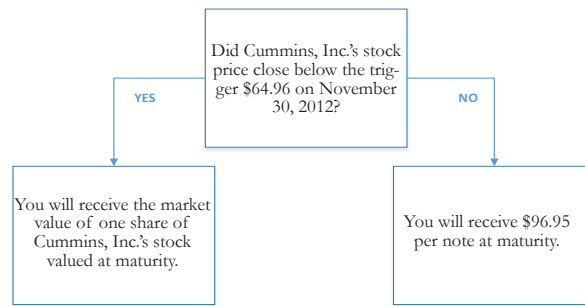 Did Cummins, Inc.'s stock
price close below the trig-
ger $64.96 on November
30, 2012?
YES
NO
You will receive the market
value of one share of
Cummins, Inc.'s stock
valued at maturity.
You will receive $96.95
per note at maturity.